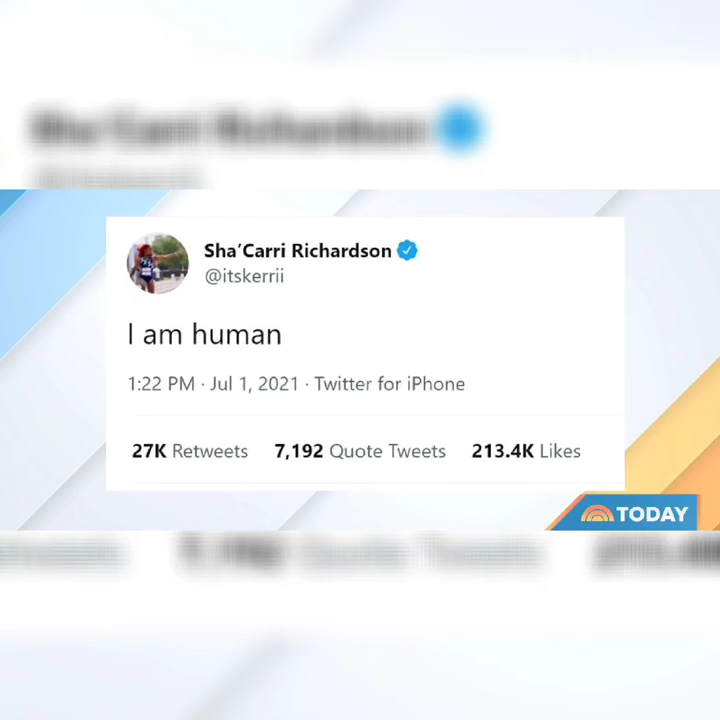 Sha'Carri Richardson
@itskerrii
I am human
1:22 PM · Jul 1, 2021 · Twitter for iPhone
27K Retweets 7,192 Quote Tweets 213.4K Likes
TODAY